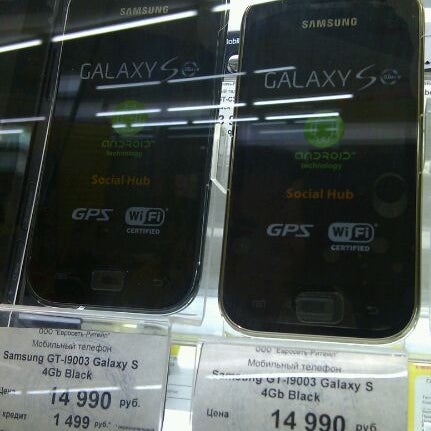 SAMSUNG
GALAXY S
ANDROID
technology
Social Hub
GPS WiFi
CERTIFIED
SAMSUNG
GALAXY S
ANDROID
technology
Social Hub
GPS WiFi
CERTIFIED
ООО "Евросеть-Ритейл"
Мобильный телефон
Samsung GT-I9003 Galaxy S
4Gb Black
Цена 14 990 руб.
кредит 1 499 руб.
ООО "Евросеть-Ритейл"
Мобильный телефон
Samsung GT-I9003 Galaxy S
4Gb Black
Цена 14 990 руб.